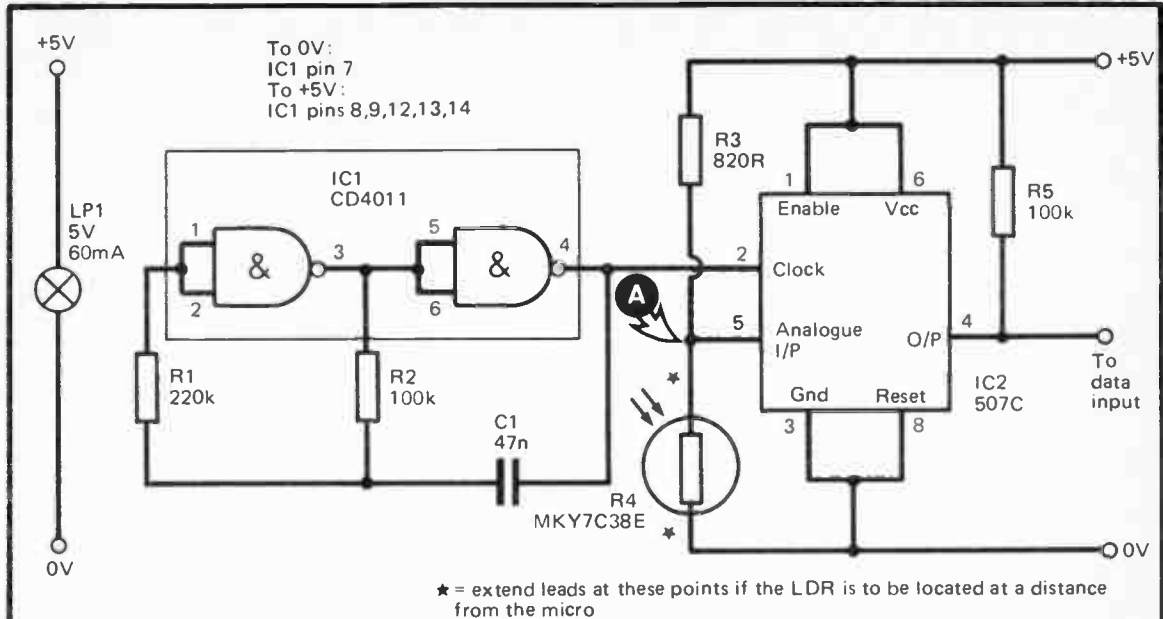 +5V
To 0V:
IC1 pin 7
To +5V:
IC1 pins 8,9,12,13,14
+5V
R3
820R
IC1
CD4011
1
6
R5
100k
Enable
Vcc
LP1
5V
60mA
1
2
&
3
5
6
&
4
2
Clock
A
5
Analogue
I/P
O/P
4
To
data
input
R1
220k
R2
100k
★
Gnd
Reset
IC2
507C
3
8
C1
47n
R4
MKY7C38E
★
0V
0V
★ = extend leads at these points if the LDR is to be located at a distance
from the micro